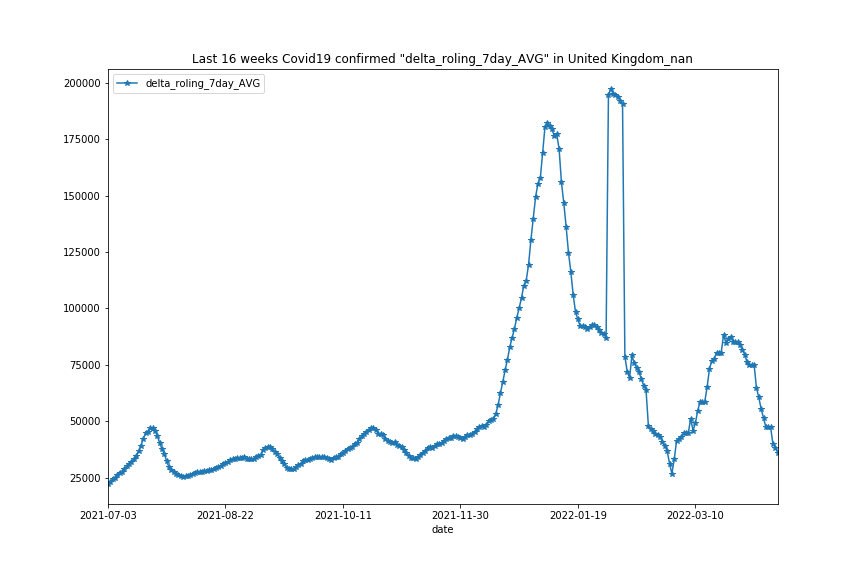 Last 16 weeks Covid19 confirmed "delta_roling_7day_AVG" in United Kingdom_nan
delta_roling_7day_AVG
200000
175000
150000
125000
100000
75000
50000
25000
2021-07-03 2021-08-22 2021-10-11 2021-11-30 2022-01-19 2022-03-10
date